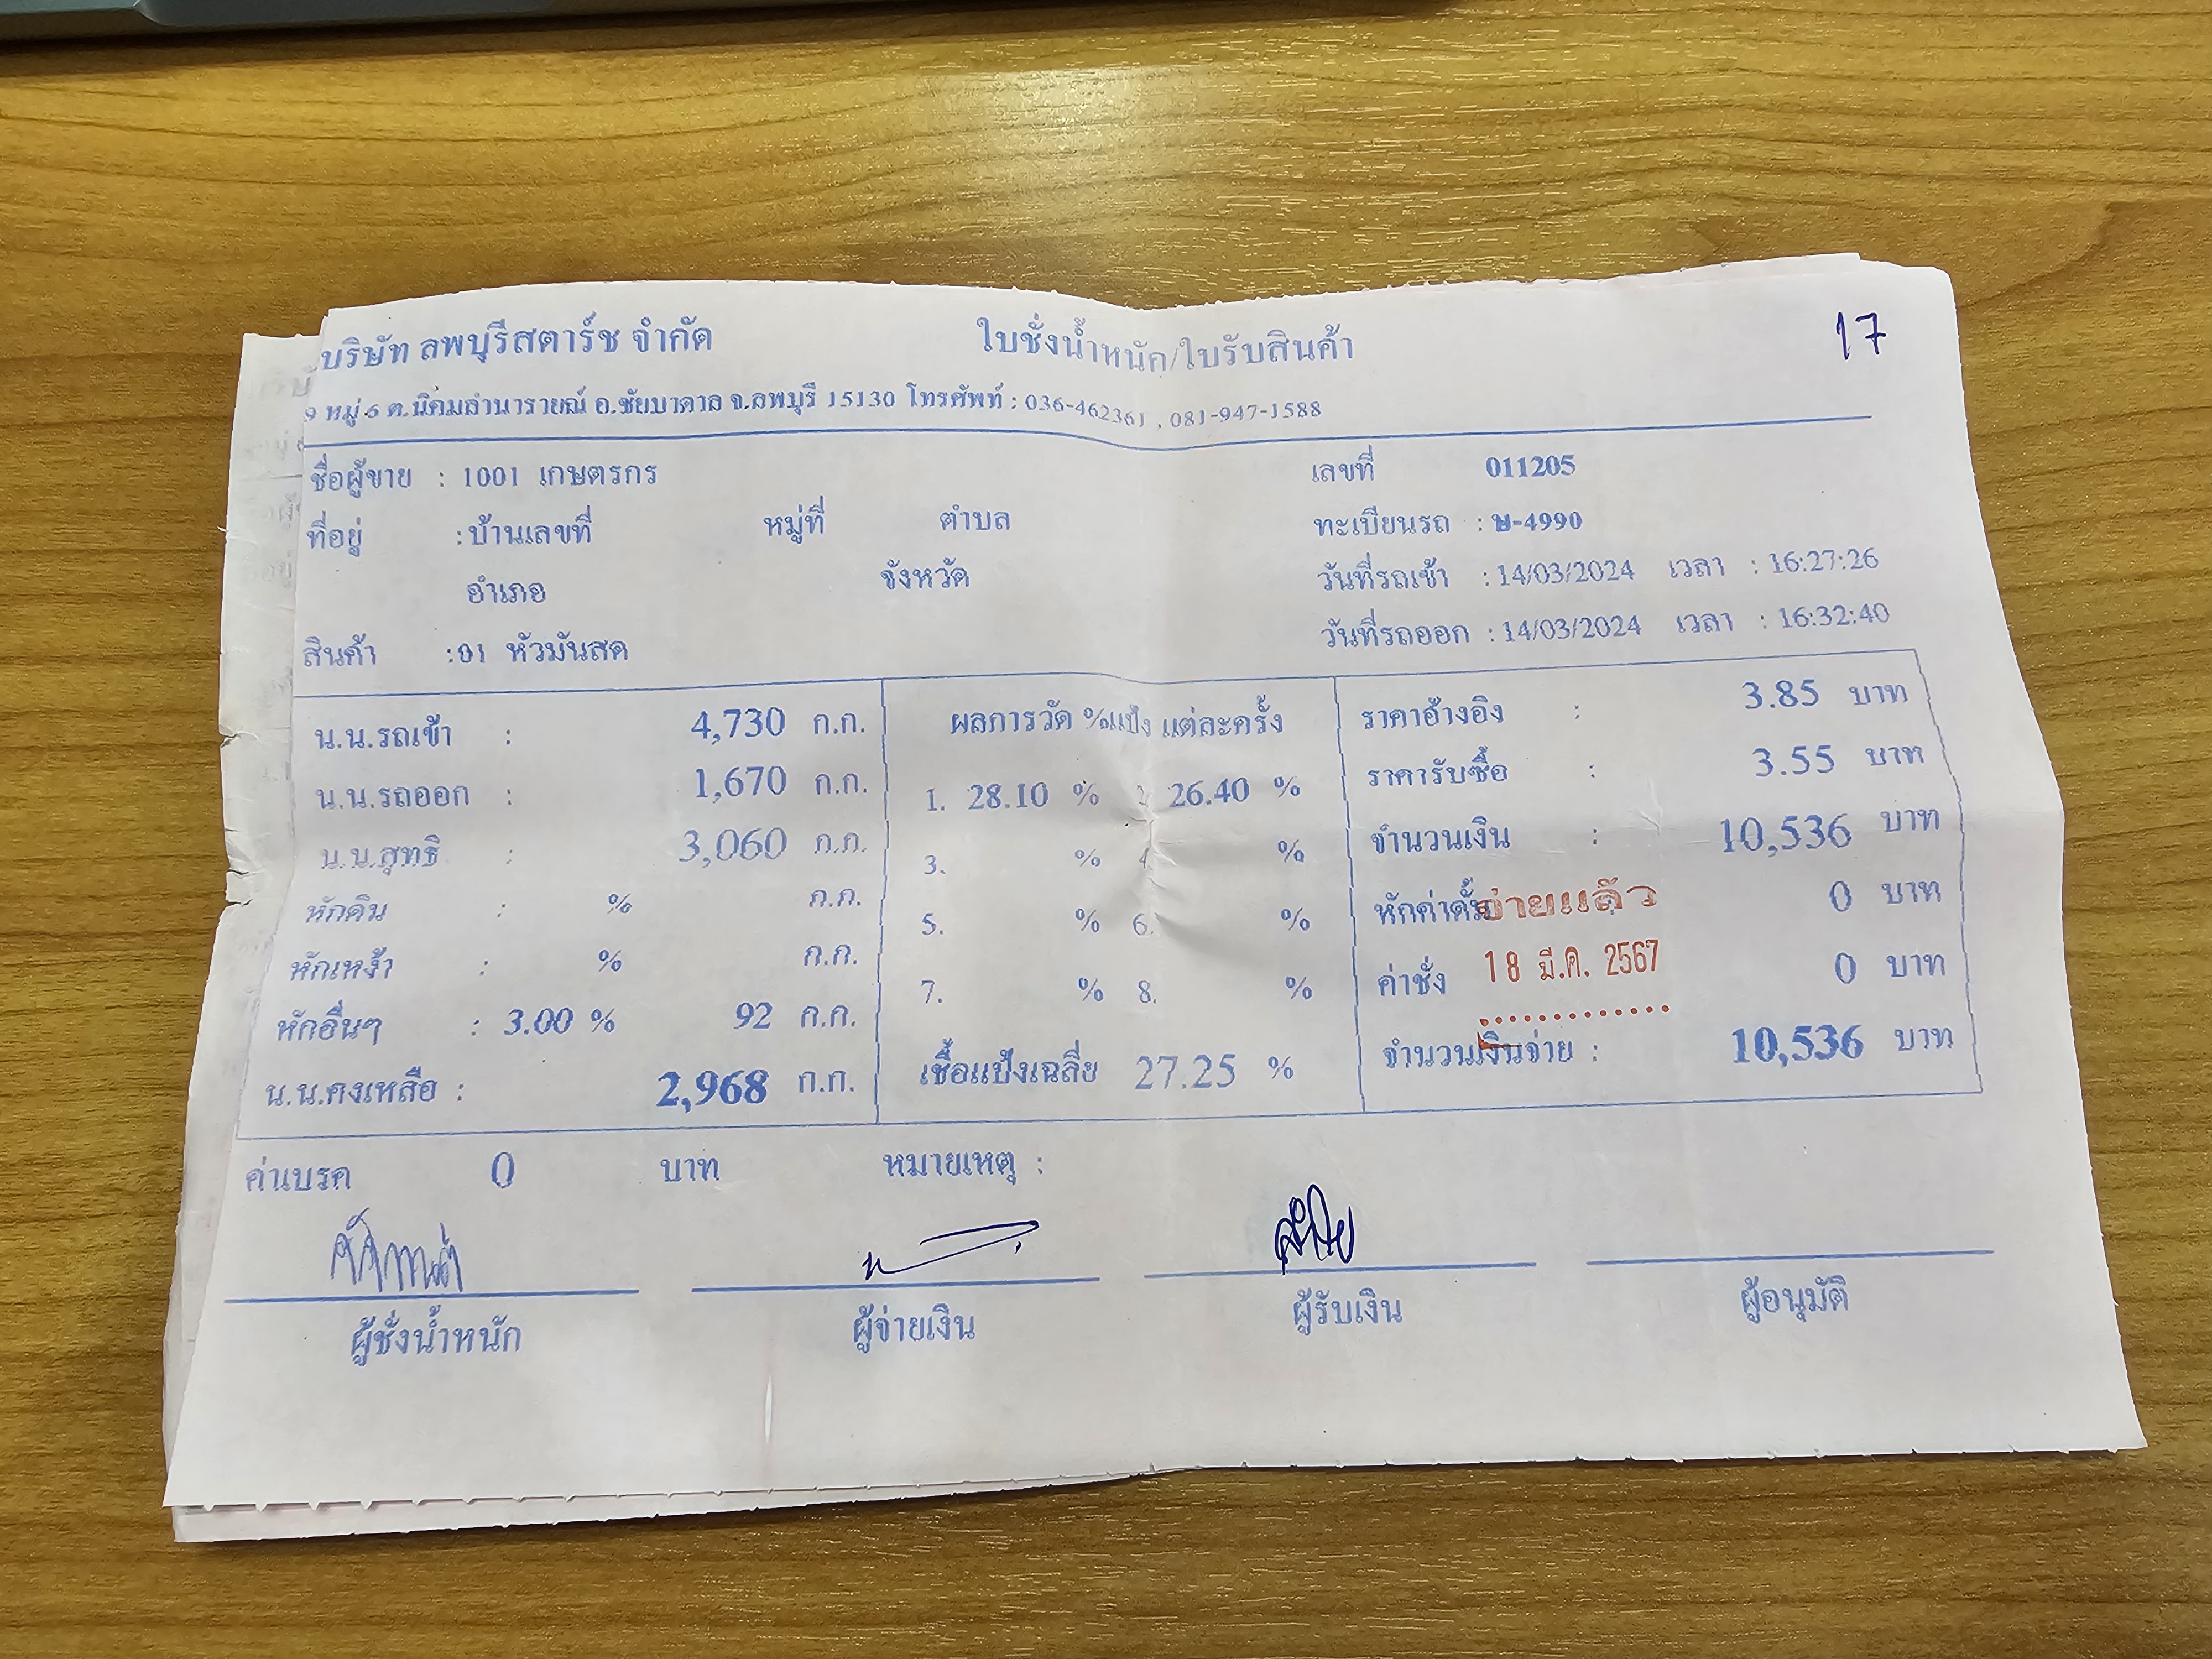 บริษัท ลพบุรีสตาร์ช จำกัด ใบชั่งน้ำหนัก/ใบรับสินค้า 17
9 หมู่ 6 ต.นิคมลำนารายณ์ อ.ชัยบาดาล จ.ลพบุรี 15130 โทรศัพท์ : 036-462361 , 081-947-1588
ชื่อผู้ขาย : 1001 เกษตรกร เลขที่ 011205
ที่อยู่ : บ้านเลขที่ หมู่ที่ ตำบล ทะเบียนรถ : ษ-4990
อำเภอ จังหวัด วันที่รถเข้า : 14/03/2024 เวลา : 16:27:26
สินค้า : 01 หัวมันสด วันที่รถออก : 14/03/2024 เวลา : 16:32:40
น.น.รถเข้า : 4,730 ก.ก. ผลการวัด %แป้ง แต่ละครั้ง ราคาอ้างอิง : 3.85 บาท
น.น.รถออก : 1,670 ก.ก. 1. 28.10 % 2. 26.40 % ราคารับซื้อ : 3.55 บาท
น.น.สุทธิ : 3,060 ก.ก. 3. % 4. % จำนวนเงิน : 10,536 บาท
หักดิน : % ก.ก. 5. % 6. % หักค่าดั้มพ์ จ่ายแล้ว 0 บาท
หักเหง้า : % ก.ก. 7. % 8. % ค่าชั่ง 18 มี.ค. 2567 0 บาท
หักอื่นๆ : 3.00 % 92 ก.ก.
น.น.คงเหลือ : 2,968 ก.ก. เชื้อแป้งเฉลี่ย 27.25 % จำนวนเงินจ่าย : 10,536 บาท
ค่าเบรค 0 บาท หมายเหตุ :
ผู้ชั่งน้ำหนัก ผู้จ่ายเงิน ผู้รับเงิน ผู้อนุมัติ